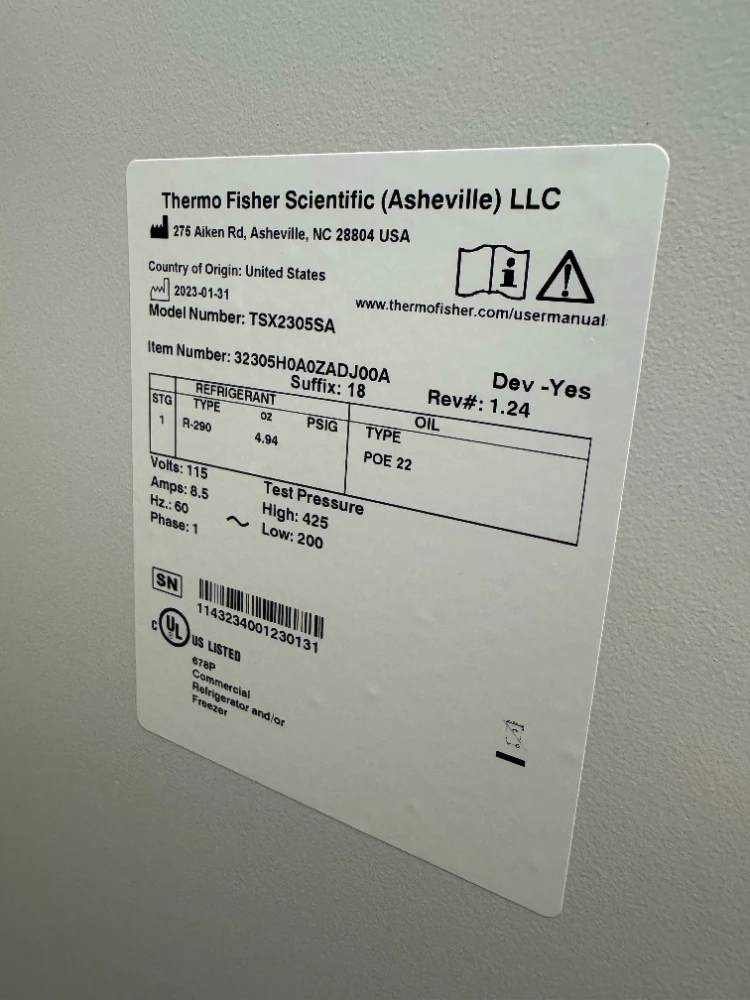 Thermo Fisher Scientific (Asheville) LLC
275 Aiken Rd, Asheville, NC 28804 USA
Country of Origin: United States
2023-01-31
www.thermofisher.com/usermanual
Model Number: TSX2305SA
Item Number: 32305H0A0ZADJ00A
Dev -Yes
Suffix: 18
Rev#: 1.24
STG REFRIGERANT OIL
TYPE oz PSIG TYPE
1 R-290 4.94 POE 22
Volts: 115
Amps: 8.5
Hz.: 60
Phase: 1
Test Pressure
High: 425
Low: 200
SN
1143234001230131
C UL US LISTED
678P
Commercial
Refrigerator and/or
Freezer